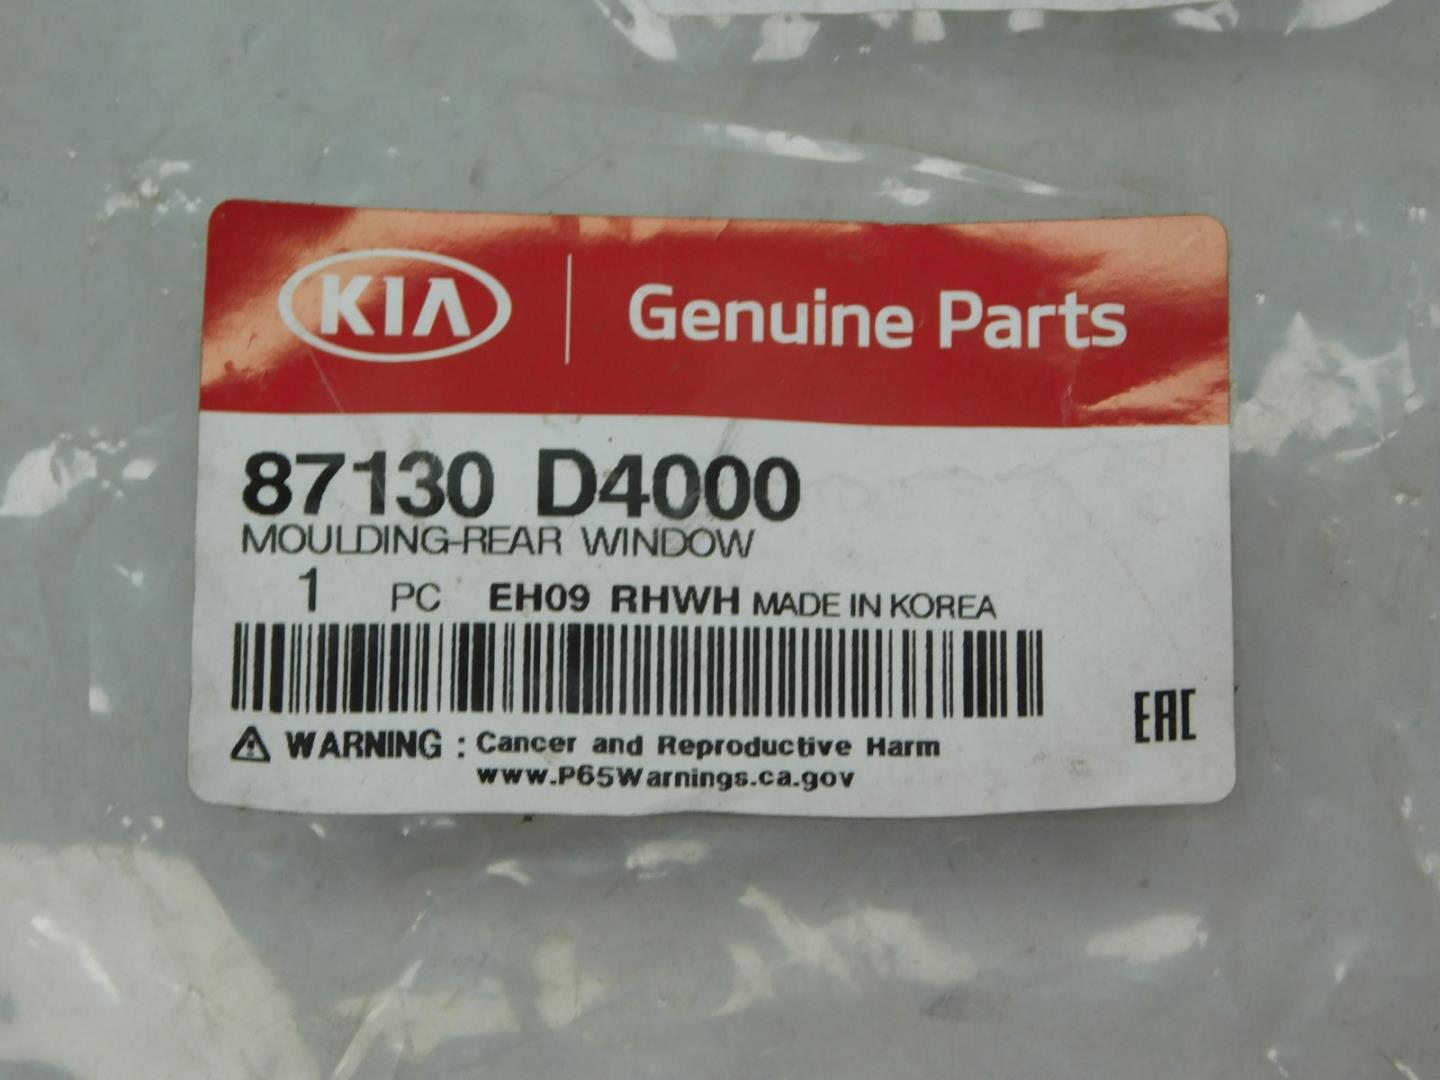 KIA Genuine Parts
87130 D4000
MOULDING-REAR WINDOW
1 PC EH09 RHWH MADE IN KOREA
EAC
WARNING : Cancer and Reproductive Harm
www.P65Warnings.ca.gov